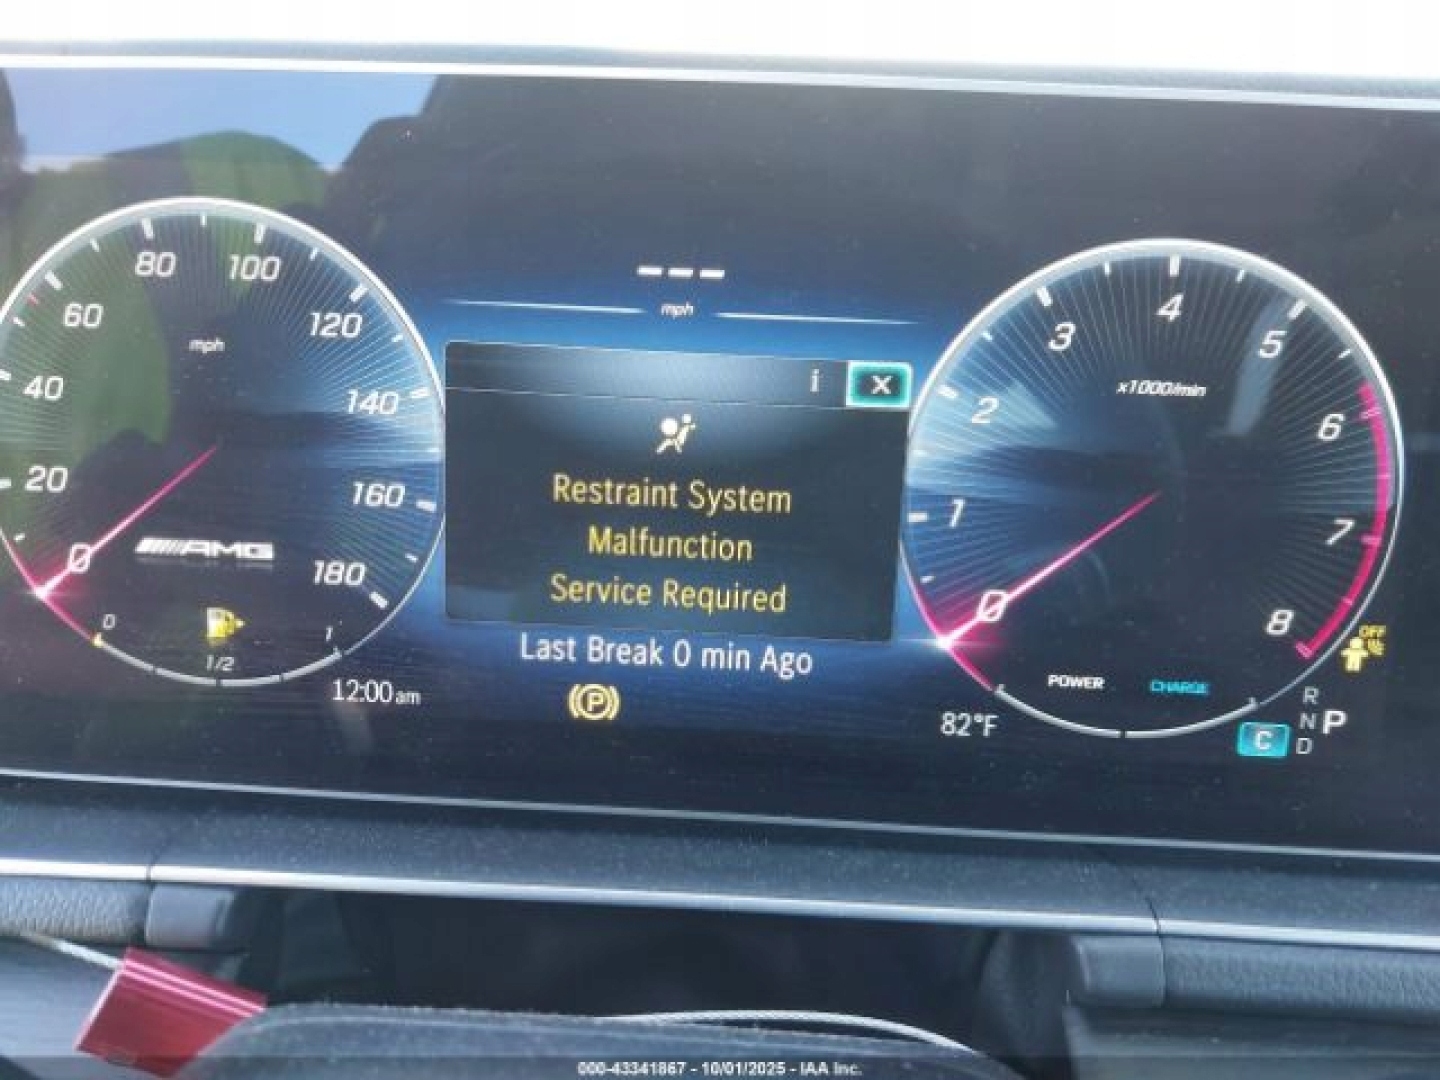 ---
mph
0
20
40
60
80
100
120
140
160
180
mph
AMG
0
1/2
1
12:00 am
i X
Restraint System
Malfunction
Service Required
Last Break 0 min Ago
(P)
0
1
2
3
4
5
6
7
8
x1000/min
POWER CHARGE
82°F
OFF
C
R
N P
D
000-43341867 - 10/01/2025 - IAA Inc.